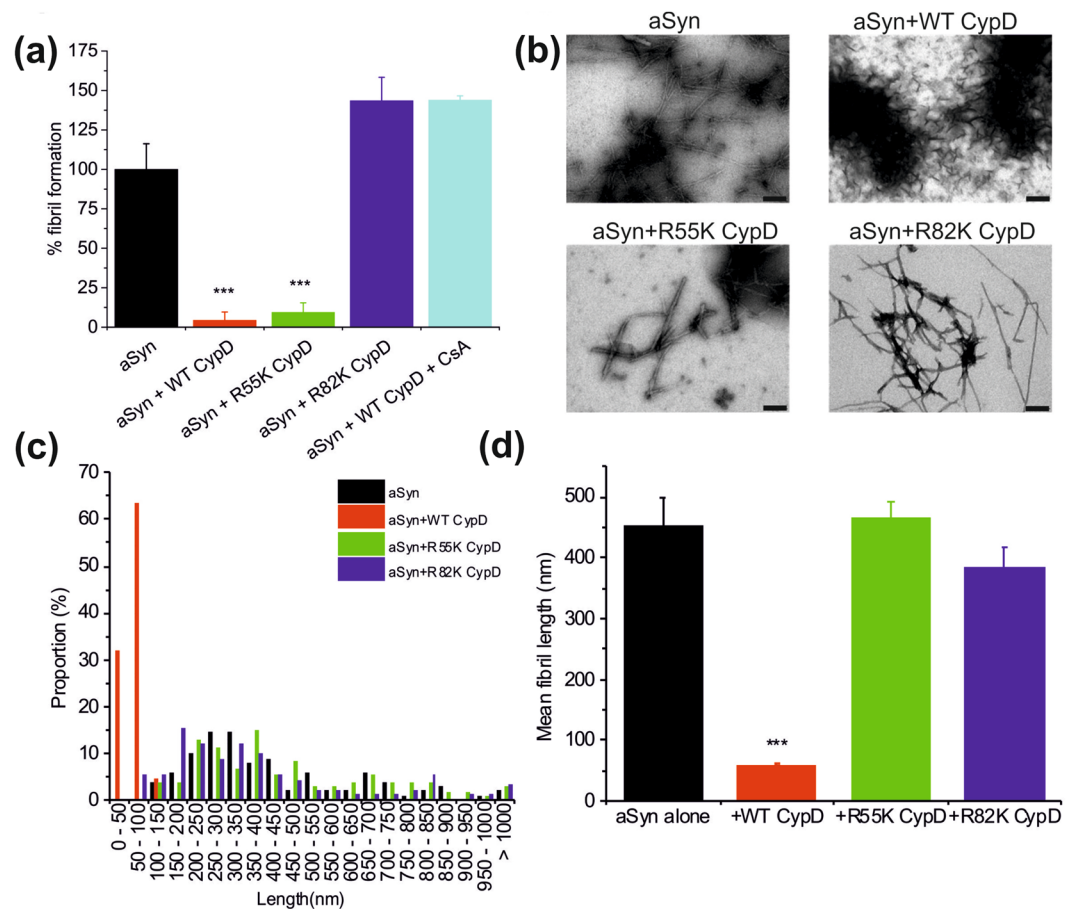 (a)
175
150
125
100
75
50
25
0
% fibril formation
***
***
aSyn
aSyn + WT CypD
aSyn + R55K CypD
aSyn + R82K CypD
aSyn + WT CypD + CsA
(b)
aSyn
aSyn+WT CypD
aSyn+R55K CypD
aSyn+R82K CypD
(c)
70
60
50
40
30
20
10
0
Proportion (%)
aSyn
aSyn+WT CypD
aSyn+R55K CypD
aSyn+R82K CypD
0 - 50
50 - 100
100 - 150
150 - 200
200 - 250
250 - 300
300 - 350
350 - 400
400 - 450
450 - 500
500 - 550
550 - 600
600 - 650
650 - 700
700 - 750
750 - 800
800 - 850
850 - 900
900 - 950
950 - 1000
> 1000
Length(nm)
(d)
500
400
300
200
100
50
0
Mean fibril length (nm)
***
aSyn alone
+WT CypD
+R55K CypD
+R82K CypD